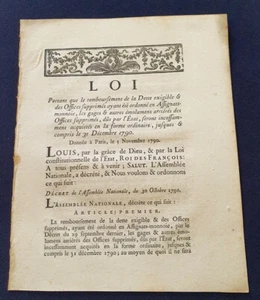 LOI
Portant que le remboursement de la Dette exigible &
des Offices supprimés ayant été ordonné en Assignats-
monnoie, les gages & autres émolumens arriérés des
Offices supprimés, dûs par l'État, seront incessam-
ment acquittés en la forme ordinaire, jusques &
compris le 31 Décembre 1790.
Donnée à Paris, le 5 Novembre 1790.
LOUIS, par la grâce de Dieu, & par la Loi
constitutionnelle de l'État, ROI DES FRANÇOIS:
A tous présens & à venir; SALUT. L'Assemblée
Nationale, a décrété, & Nous voulons & ordonnons
ce qui suit:
DÉCRET de l'Assemblée Nationale, du 30 Octobre 1790.
L'ASSEMBLÉE NATIONALE, décrète ce qui suit:
ARTICLE PREMIER.
Le remboursement de la dette exigible & des Offices
supprimés, ayant été ordonné en Assignats-monnoie, par le
Décret du 29 septembre dernier, les gages & autres émo-
lumens arriérés des Offices supprimés, dûs par l'État, seront
incessamment acquittés en la forme ordinaire, jusques &
compris le 31 décembre 1790; au moyen de quoi il ne sera